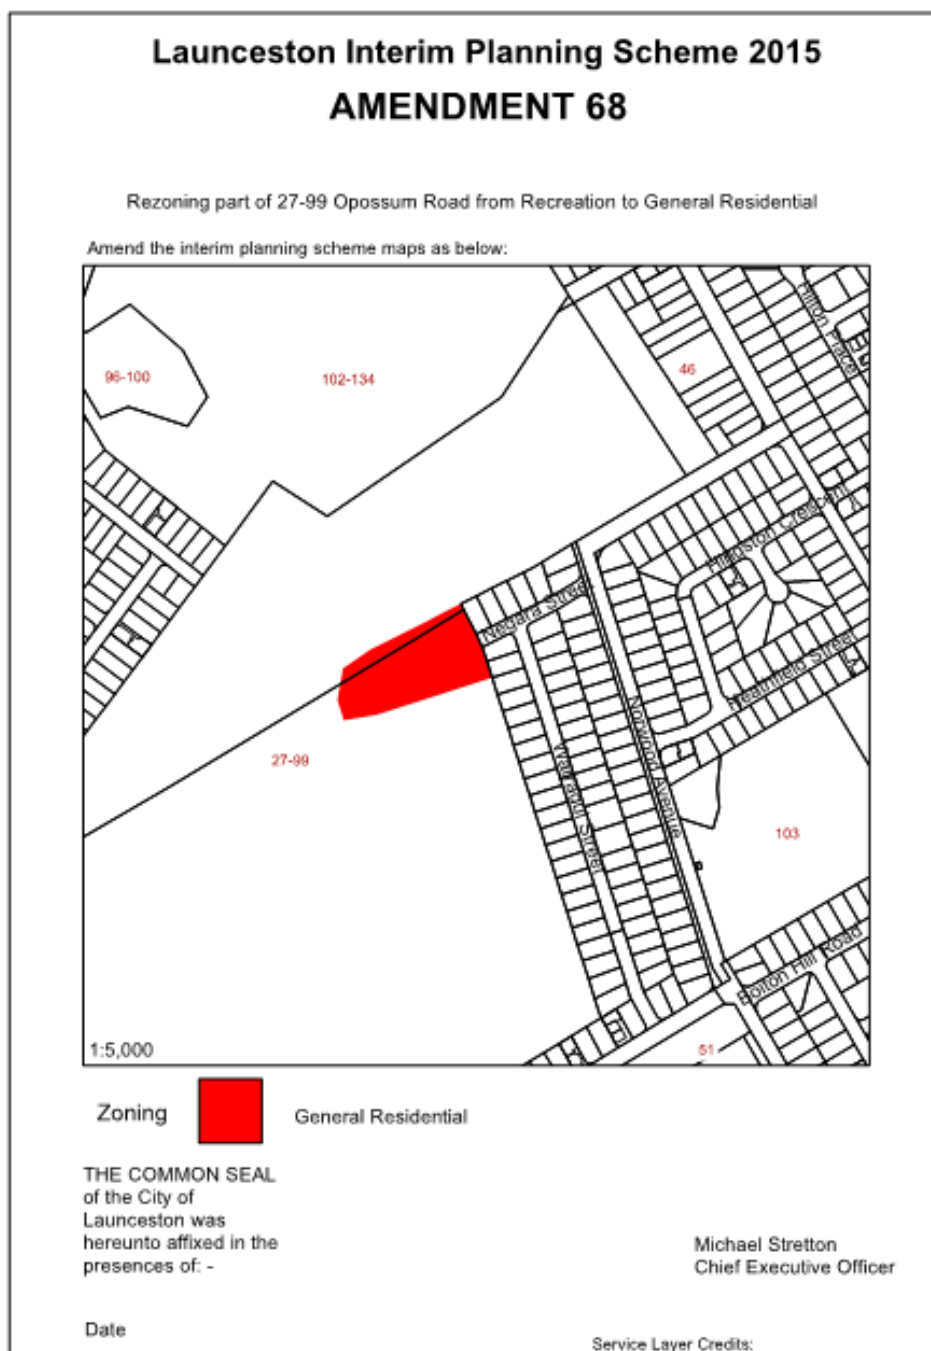 Launceston Interim Planning Scheme 2015
AMENDMENT 68
Rezoning part of 27-99 Opossum Road from Recreation to General Residential
Amend the interim planning scheme maps as below:
Hilton Place
96-100
102-134
46
Hingston Crescent
Negara Street
Heathfield Street
Norwood Avenue
27-99
Street
103
Bolton Hill Road
1:5,000
51
Zoning
General Residential
THE COMMON SEAL
of the City of
Launceston was
hereunto affixed in the
presences of: -
Michael Stretton
Chief Executive Officer
Date
Service Layer Credits: